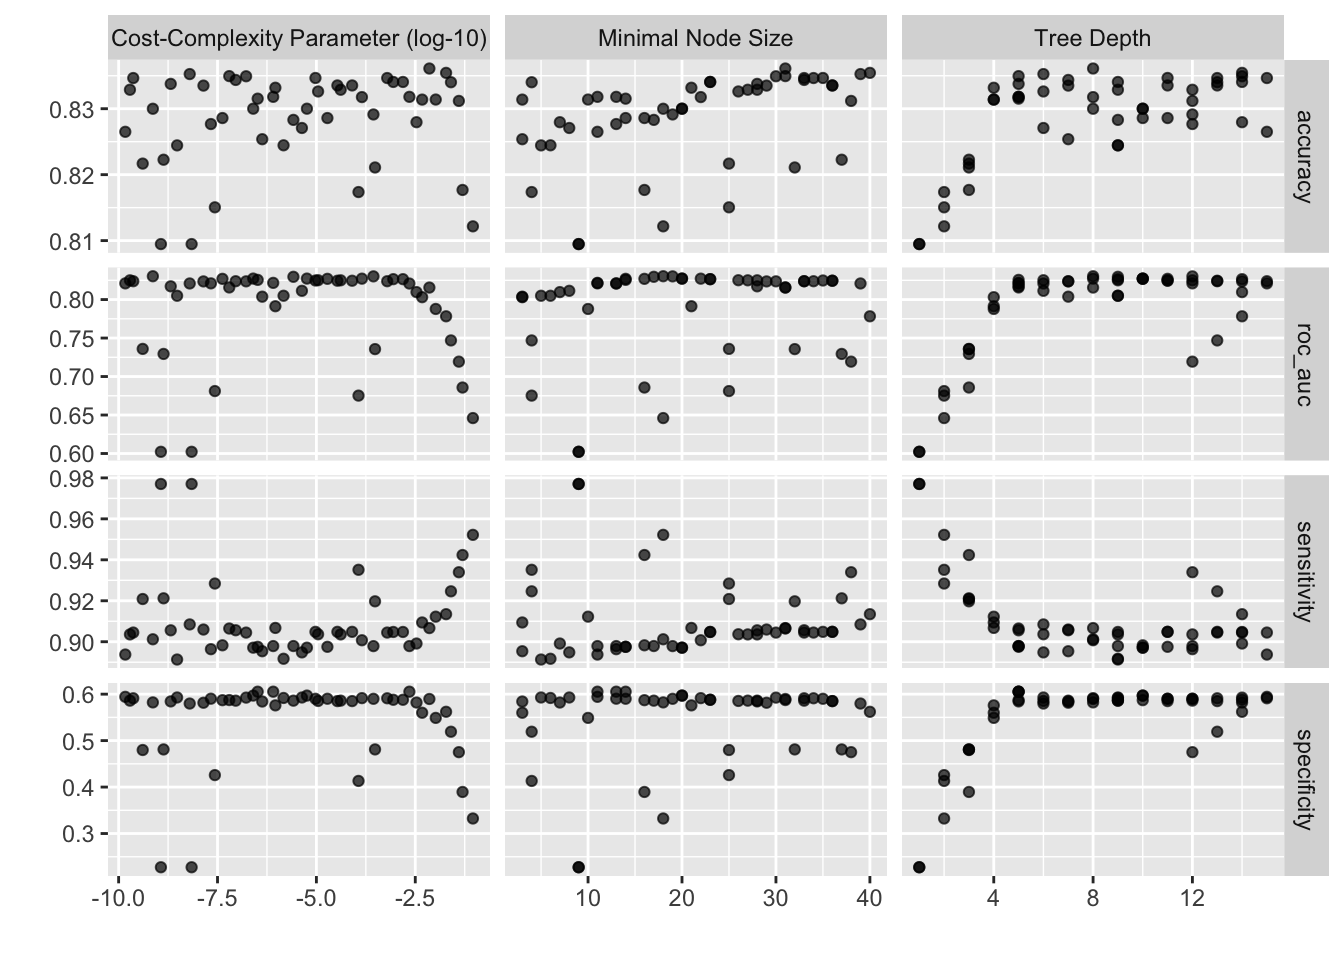 Cost-Complexity Parameter (log-10) Minimal Node Size Tree Depth
0.83
0.82
0.81
accuracy
0.80
0.75
0.70
0.65
0.60
roc_auc
0.98
0.96
0.94
0.92
0.90
sensitivity
0.6
0.5
0.4
0.3
specificity
-10.0 -7.5 -5.0 -2.5 10 20 30 40 4 8 12